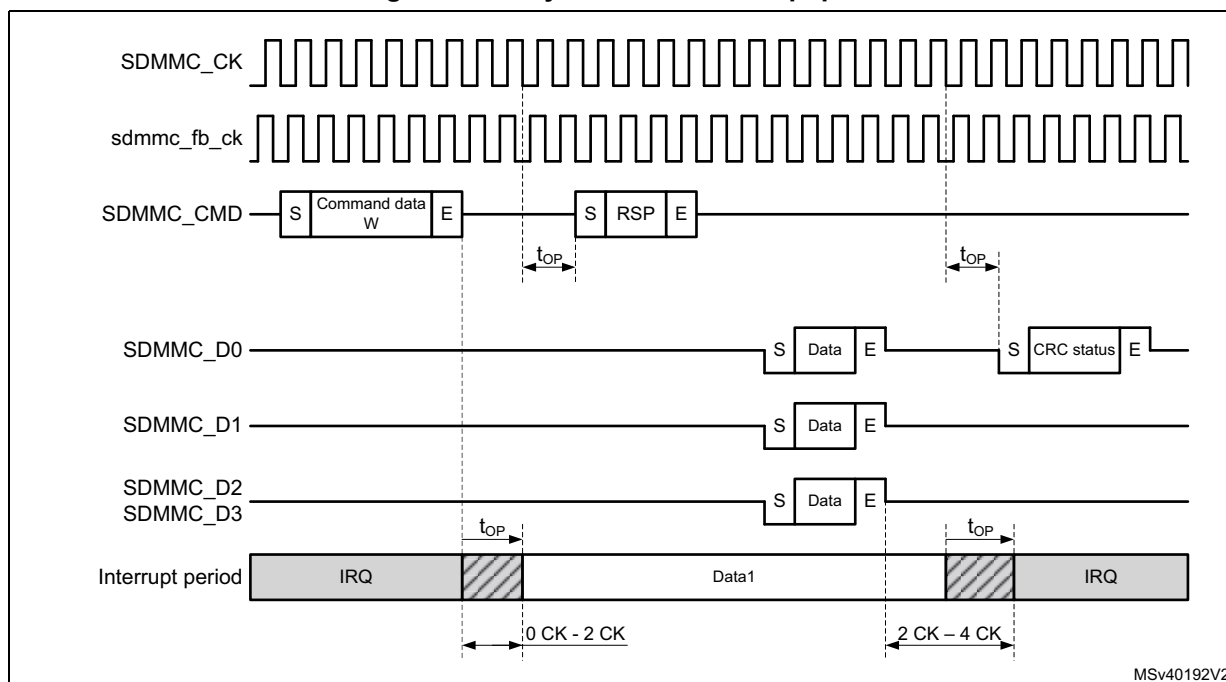 SDMMC_CK
sdmmc_fb_ck
SDMMC_CMD
S
Command data
W
E
S
RSP
E
tOP
tOP
SDMMC_D0
S
Data
E
S
CRC status
E
SDMMC_D1
S
Data
E
SDMMC_D2
SDMMC_D3
S
Data
E
tOP
tOP
Interrupt period
IRQ
Data1
IRQ
0 CK - 2 CK
2 CK – 4 CK
MSv40192V2